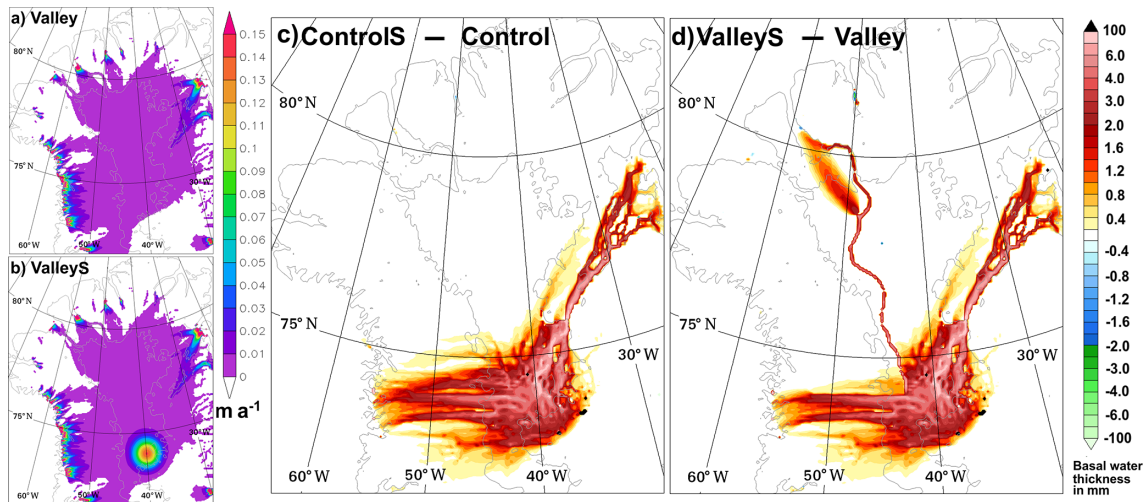 a) Valley
80° N
75° N
60° W
50° W
40° W
30° W
b) ValleyS
80° N
75° N
60° W
50° W
40° W
30° W
0.15
0.14
0.13
0.12
0.11
0.1
0.09
0.08
0.07
0.06
0.05
0.04
0.03
0.02
0.01
0
m a-1
c) ControlS — Control
80° N
75° N
30° W
60° W
50° W
40° W
d) ValleyS — Valley
80° N
75° N
30° W
60° W
50° W
40° W
100
6.0
4.0
3.0
2.0
1.6
1.2
0.8
0.4
-0.4
-0.8
-1.2
-1.6
-2.0
-3.0
-4.0
-6.0
-100
Basal water
thickness
in mm